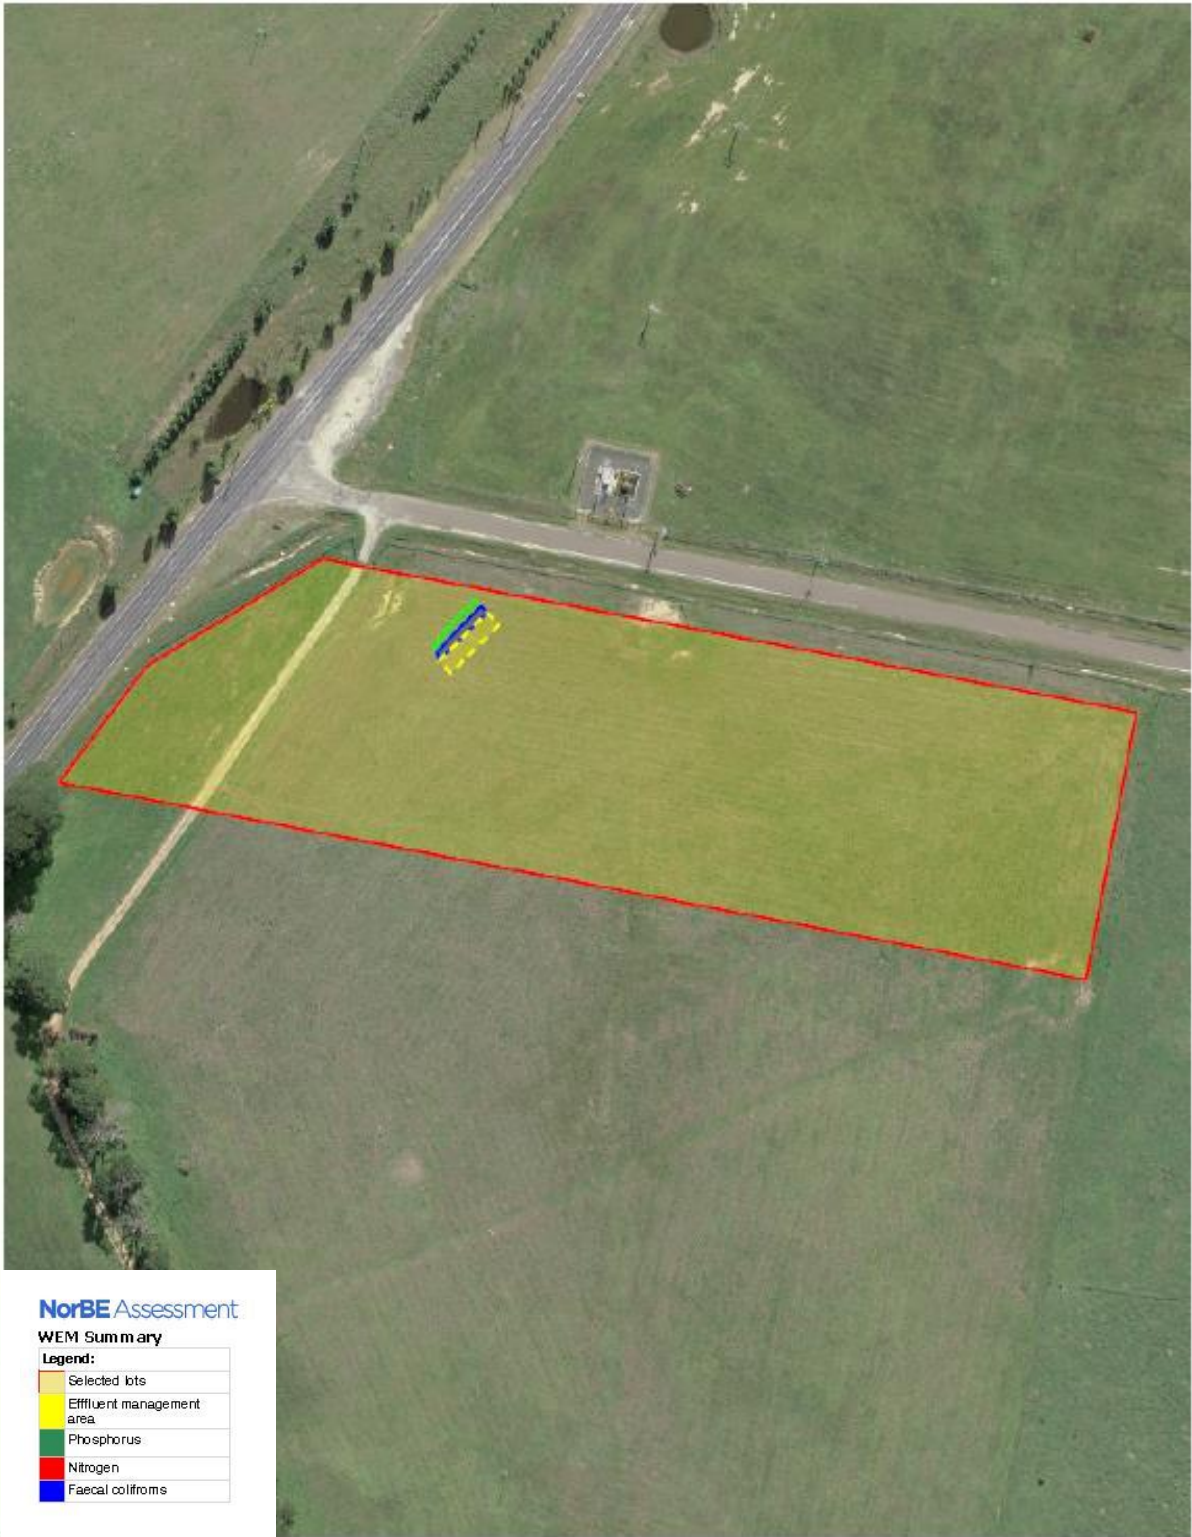 NorBE Assessment
WEM Summary
Legend:
Selected lots
Efffluent management
area
Phosphorus
Nitrogen
Faecal colifroms